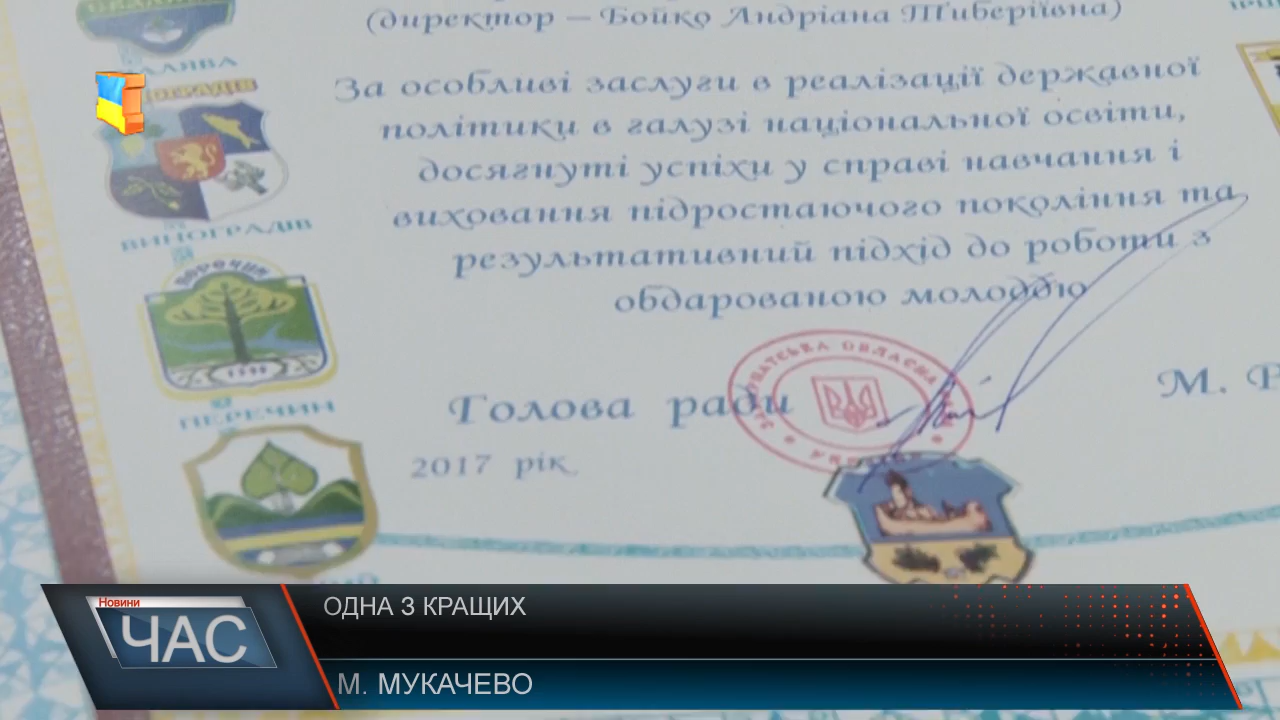 (директор – Бойко Андріана Тиберіївна)
За особливі заслуги в реалізації державної
політики в галузі національної освіти,
досягнуті успіхи у справі навчання і
виховання підростаючого покоління та
результативний підхід до роботи з
обдарованою молоддю
ВИНОГРАДІВ
ПЕРЕЧИН
Голова ради
М. Р
2017 рік
Новини
ЧАС
ОДНА З КРАЩИХ
М. МУКАЧЕВО